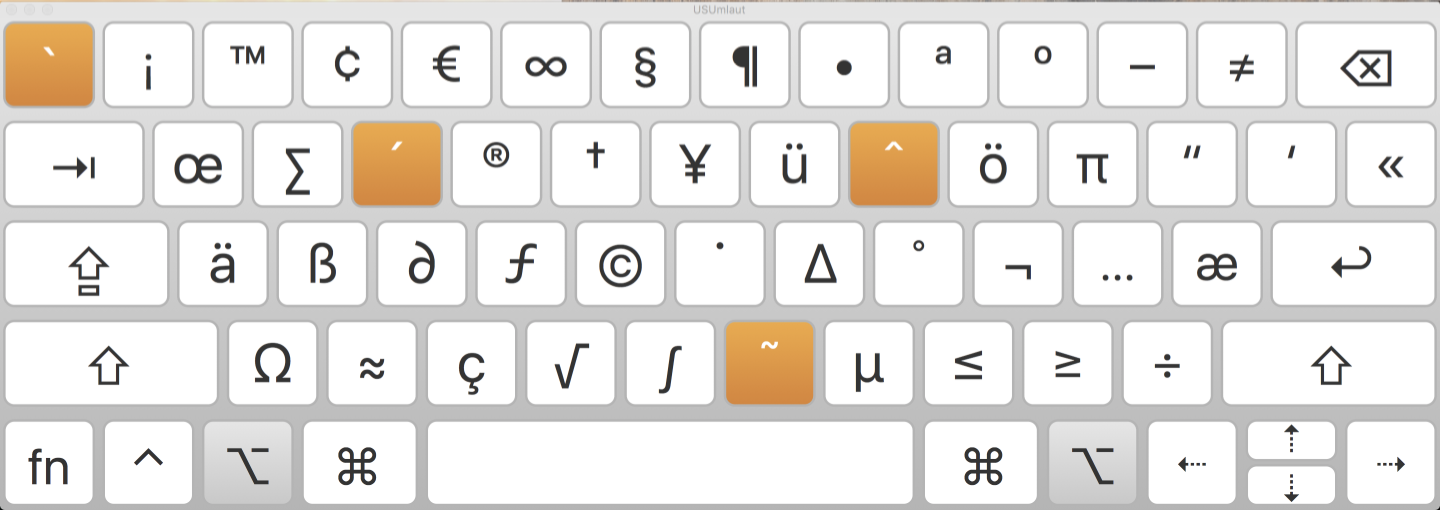 USUmlaut
` ¡ ™ ¢ € ∞ § ¶ • ª º – ≠ ⌫
⇥ œ ∑ ´ ® † ¥ ü ˆ ö π “ ‘ «
⇪ ä ß ∂ ƒ © ˙ ∆ ˚ ¬ … æ ↩
⇧ Ω ≈ ç √ ∫ ˜ µ ≤ ≥ ÷ ⇧
fn ^ ⌥ ⌘ ⌘ ⌥ ⇠ ⇡ ⇣ ⇢